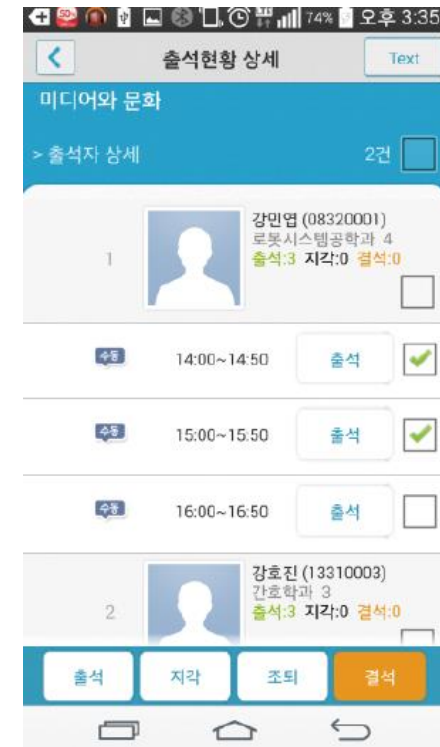 74% 오후 3:35
출석현황 상세 Text
미디어와 문화
> 출석자 상세 2건
1 강민엽 (08320001)
로봇시스템공학과 4
출석:3 지각:0 결석:0
수동 14:00~14:50 출석
수동 15:00~15:50 출석
수동 16:00~16:50 출석
2 강호진 (13310003)
간호학과 3
출석:3 지각:0 결석:0
출석 지각 조퇴 결석